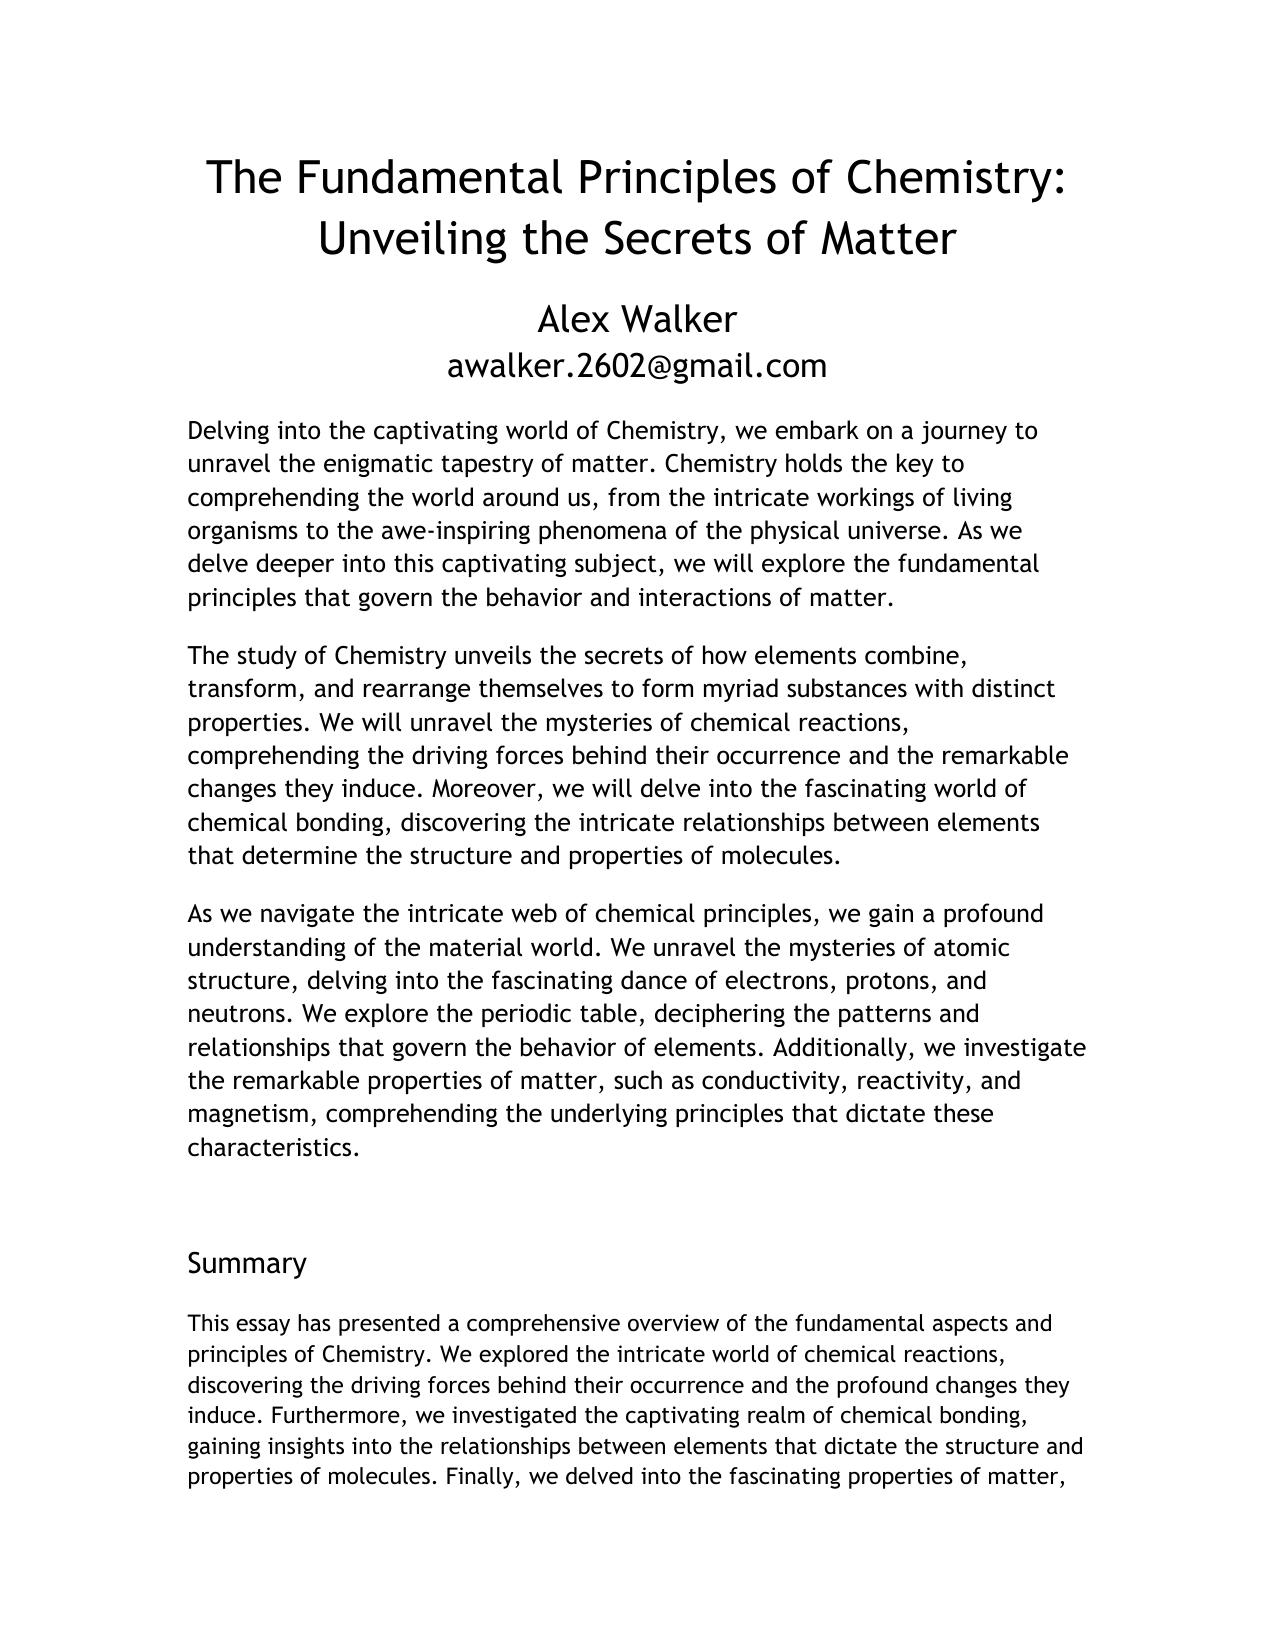 The Fundamental Principles of Chemistry:
Unveiling the Secrets of Matter
Alex Walker
awalker.2602@gmail.com
Delving into the captivating world of Chemistry, we embark on a journey to
unravel the enigmatic tapestry of matter. Chemistry holds the key to
comprehending the world around us, from the intricate workings of living
organisms to the awe-inspiring phenomena of the physical universe. As we
delve deeper into this captivating subject, we will explore the fundamental
principles that govern the behavior and interactions of matter.
The study of Chemistry unveils the secrets of how elements combine,
transform, and rearrange themselves to form myriad substances with distinct
properties. We will unravel the mysteries of chemical reactions,
comprehending the driving forces behind their occurrence and the remarkable
changes they induce. Moreover, we will delve into the fascinating world of
chemical bonding, discovering the intricate relationships between elements
that determine the structure and properties of molecules.
As we navigate the intricate web of chemical principles, we gain a profound
understanding of the material world. We unravel the mysteries of atomic
structure, delving into the fascinating dance of electrons, protons, and
neutrons. We explore the periodic table, deciphering the patterns and
relationships that govern the behavior of elements. Additionally, we investigate
the remarkable properties of matter, such as conductivity, reactivity, and
magnetism, comprehending the underlying principles that dictate these
characteristics.
Summary
This essay has presented a comprehensive overview of the fundamental aspects and
principles of Chemistry. We explored the intricate world of chemical reactions,
discovering the driving forces behind their occurrence and the profound changes they
induce. Furthermore, we investigated the captivating realm of chemical bonding,
gaining insights into the relationships between elements that dictate the structure and
properties of molecules. Finally, we delved into the fascinating properties of matter,